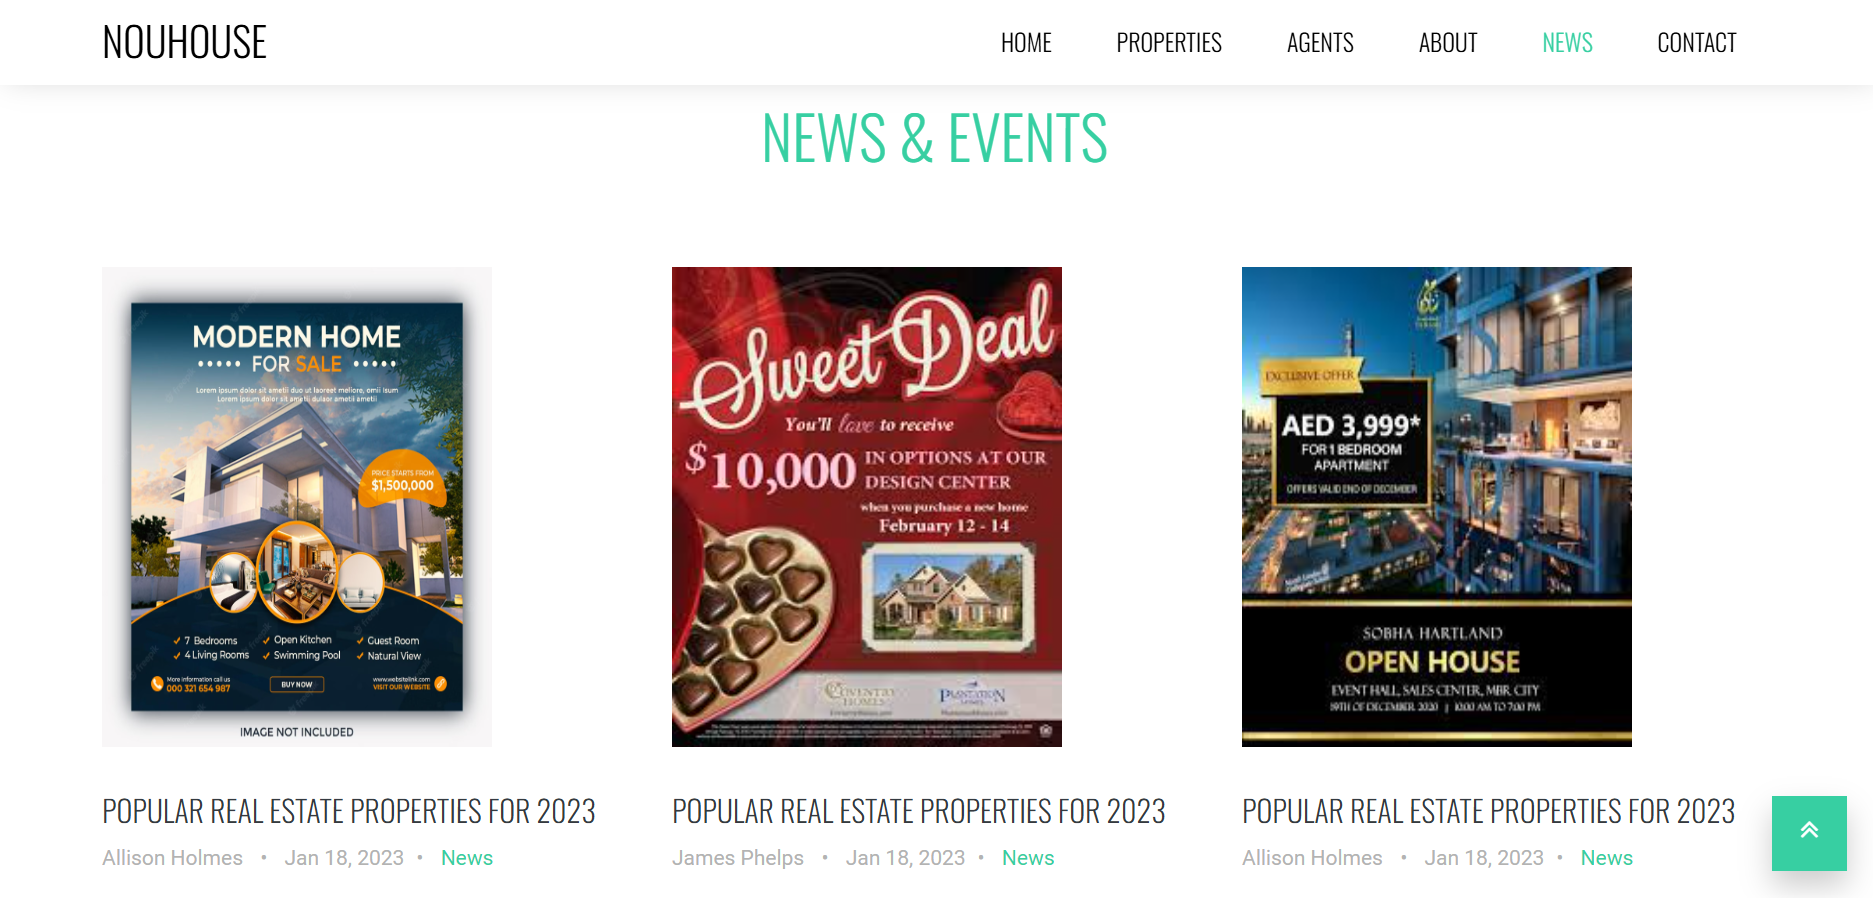 NOUHOUSE
HOME PROPERTIES AGENTS ABOUT NEWS CONTACT
NEWS & EVENTS
MODERN HOME
FOR SALE
Lorem ipsum dolor sit ametii duo ut laoreet meliore, omii Isum
Lorem ipsum dolor sit ametii dulaor ametii ametii
PRICE STARTS FROM
$1,500,000
7 Bedrooms Open Kitchen Guest Room
4 Living Rooms Swimming Pool Natural View
More information call us
000 321 654 987
BUY NOW
www.websitelink.com
VISIT OUR WEBSITE
IMAGE NOT INCLUDED
Sweet Deal
You'll love to receive
$10,000 IN OPTIONS AT OUR
DESIGN CENTER
when you purchase a new home
February 12 - 14
COVENTRY
HOMES
PLANTATION
EXCLUSIVE OFFER
AED 3,999*
FOR 1 BEDROOM
APARTMENT
OFFERS VALID END OF DECEMBER
SOBHA HARTLAND
OPEN HOUSE
EVENT HALL, SALES CENTER, MBR CITY
19TH OF DECEMBER 2020 | 10:00 AM TO 7:00 PM
POPULAR REAL ESTATE PROPERTIES FOR 2023
Allison Holmes • Jan 18, 2023 • News
POPULAR REAL ESTATE PROPERTIES FOR 2023
James Phelps • Jan 18, 2023 • News
POPULAR REAL ESTATE PROPERTIES FOR 2023
Allison Holmes • Jan 18, 2023 • News